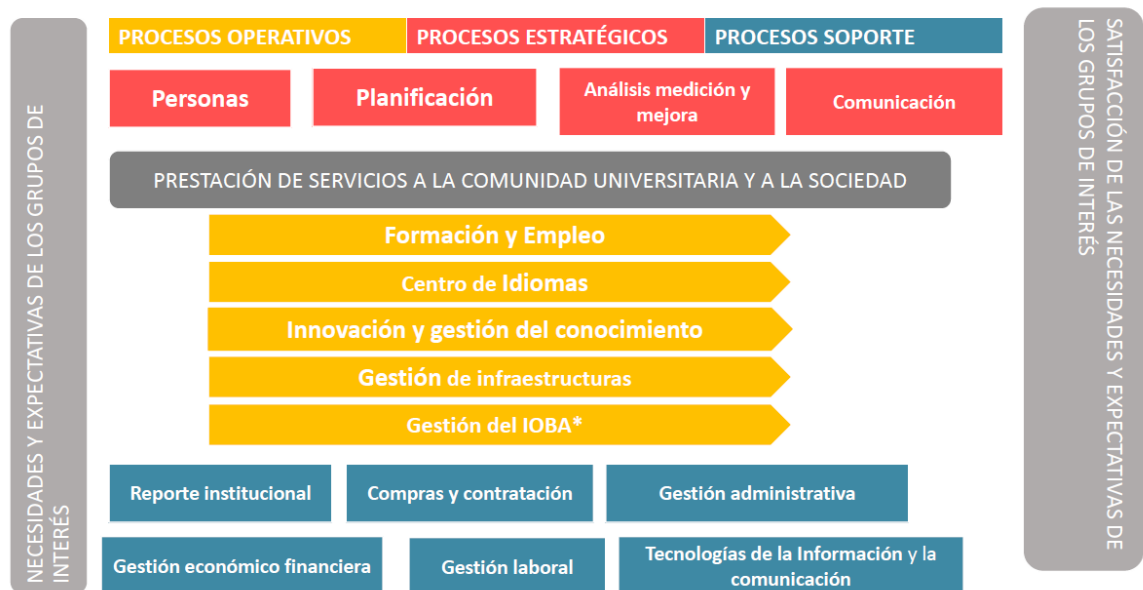 NECESIDADES Y EXPECTATIVAS DE LOS GRUPOS DE
INTERÉS
PROCESOS OPERATIVOS
PROCESOS ESTRATÉGICOS
PROCESOS SOPORTE
Personas
Planificación
Análisis medición y
mejora
Comunicación
PRESTACIÓN DE SERVICIOS A LA COMUNIDAD UNIVERSITARIA Y A LA SOCIEDAD
Formación y Empleo
Centro de Idiomas
Innovación y gestión del conocimiento
Gestión de infraestructuras
Gestión del IOBA*
Reporte institucional
Compras y contratación
Gestión administrativa
Gestión económico financiera
Gestión laboral
Tecnologías de la Información y la
comunicación
SATISFACCIÓN DE LAS NECESIDADES Y EXPECTATIVAS DE
LOS GRUPOS DE INTERÉS